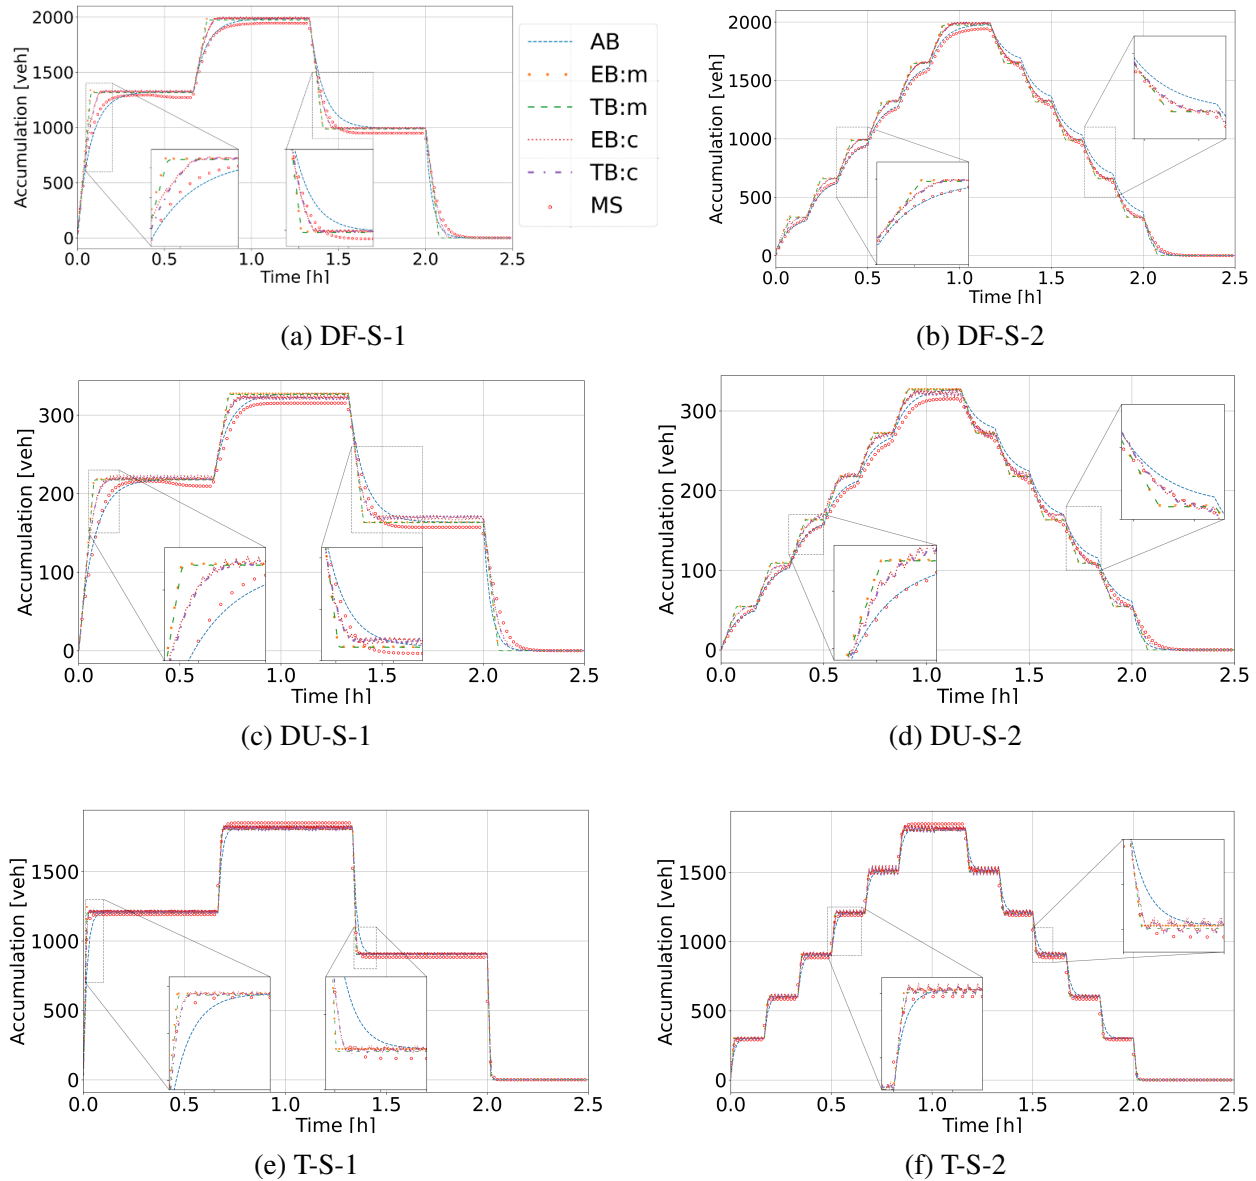 2000
1500
1000
500
0
Accumulation [veh]
0.0 0.5 1.0 1.5 2.0 2.5
Time [h]
(a) DF-S-1
AB
EB:m
TB:m
EB:c
TB:c
MS
2000
1500
1000
500
0
Accumulation [veh]
0.0 0.5 1.0 1.5 2.0 2.5
Time [h]
(b) DF-S-2
300
200
100
0
Accumulation [veh]
0.0 0.5 1.0 1.5 2.0 2.5
Time [h]
(c) DU-S-1
300
200
100
0
Accumulation [veh]
0.0 0.5 1.0 1.5 2.0 2.5
Time [h]
(d) DU-S-2
1500
1000
500
0
Accumulation [veh]
0.0 0.5 1.0 1.5 2.0 2.5
Time [h]
(e) T-S-1
1500
1000
500
0
Accumulation [veh]
0.0 0.5 1.0 1.5 2.0 2.5
Time [h]
(f) T-S-2